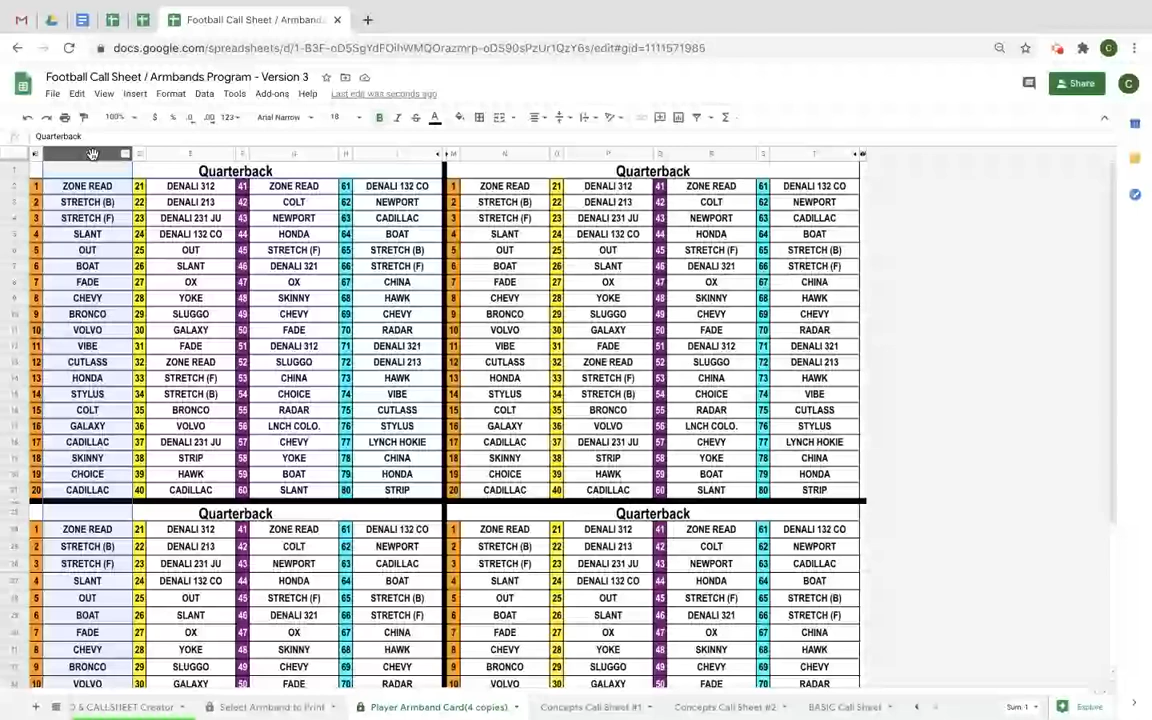 Football Call Sheet / Armbands
docs.google.com/spreadsheets/d/1-B3F-oD5SgYdFOihWMQOrazmrp-oDS90sPzUr1QzY6s/edit#gid=1111571985
Football Call Sheet / Armbands Program - Version 3
Share
File Edit View Insert Format Data Tools Add-ons Help Last edit was seconds ago
100% $ % .0 .00 123 Arial Narrow 18 B I S A
Quarterback
Quarterback Quarterback
1 ZONE READ 21 DENALI 312 41 ZONE READ 61 DENALI 132 CO 1 ZONE READ 21 DENALI 312 41 ZONE READ 61 DENALI 132 CO
2 STRETCH (B) 22 DENALI 213 42 COLT 62 NEWPORT 2 STRETCH (B) 22 DENALI 213 42 COLT 62 NEWPORT
3 STRETCH (F) 23 DENALI 231 JU 43 NEWPORT 63 CADILLAC 3 STRETCH (F) 23 DENALI 231 JU 43 NEWPORT 63 CADILLAC
4 SLANT 24 DENALI 132 CO 44 HONDA 64 BOAT 4 SLANT 24 DENALI 132 CO 44 HONDA 64 BOAT
5 OUT 25 OUT 45 STRETCH (F) 65 STRETCH (B) 5 OUT 25 OUT 45 STRETCH (F) 65 STRETCH (B)
6 BOAT 26 SLANT 46 DENALI 321 66 STRETCH (F) 6 BOAT 26 SLANT 46 DENALI 321 66 STRETCH (F)
7 FADE 27 OX 47 OX 67 CHINA 7 FADE 27 OX 47 OX 67 CHINA
8 CHEVY 28 YOKE 48 SKINNY 68 HAWK 8 CHEVY 28 YOKE 48 SKINNY 68 HAWK
9 BRONCO 29 SLUGGO 49 CHEVY 69 CHEVY 9 BRONCO 29 SLUGGO 49 CHEVY 69 CHEVY
10 VOLVO 30 GALAXY 50 FADE 70 RADAR 10 VOLVO 30 GALAXY 50 FADE 70 RADAR
11 VIBE 31 FADE 51 DENALI 312 71 DENALI 321 11 VIBE 31 FADE 51 DENALI 312 71 DENALI 321
12 CUTLASS 32 ZONE READ 52 SLUGGO 72 DENALI 213 12 CUTLASS 32 ZONE READ 52 SLUGGO 72 DENALI 213
13 HONDA 33 STRETCH (F) 53 CHINA 73 HAWK 13 HONDA 33 STRETCH (F) 53 CHINA 73 HAWK
14 STYLUS 34 STRETCH (B) 54 CHOICE 74 VIBE 14 STYLUS 34 STRETCH (B) 54 CHOICE 74 VIBE
15 COLT 35 BRONCO 55 RADAR 75 CUTLASS 15 COLT 35 BRONCO 55 RADAR 75 CUTLASS
16 GALAXY 36 VOLVO 56 LNCH COLO. 76 STYLUS 16 GALAXY 36 VOLVO 56 LNCH COLO. 76 STYLUS
17 CADILLAC 37 DENALI 231 JU 57 CHEVY 77 LYNCH HOKIE 17 CADILLAC 37 DENALI 231 JU 57 CHEVY 77 LYNCH HOKIE
18 SKINNY 38 STRIP 58 YOKE 78 CHINA 18 SKINNY 38 STRIP 58 YOKE 78 CHINA
19 CHOICE 39 HAWK 59 BOAT 79 HONDA 19 CHOICE 39 HAWK 59 BOAT 79 HONDA
20 CADILLAC 40 CADILLAC 60 SLANT 80 STRIP 20 CADILLAC 40 CADILLAC 60 SLANT 80 STRIP
Quarterback Quarterback
1 ZONE READ 21 DENALI 312 41 ZONE READ 61 DENALI 132 CO 1 ZONE READ 21 DENALI 312 41 ZONE READ 61 DENALI 132 CO
2 STRETCH (B) 22 DENALI 213 42 COLT 62 NEWPORT 2 STRETCH (B) 22 DENALI 213 42 COLT 62 NEWPORT
3 STRETCH (F) 23 DENALI 231 JU 43 NEWPORT 63 CADILLAC 3 STRETCH (F) 23 DENALI 231 JU 43 NEWPORT 63 CADILLAC
4 SLANT 24 DENALI 132 CO 44 HONDA 64 BOAT 4 SLANT 24 DENALI 132 CO 44 HONDA 64 BOAT
5 OUT 25 OUT 45 STRETCH (F) 65 STRETCH (B) 5 OUT 25 OUT 45 STRETCH (F) 65 STRETCH (B)
6 BOAT 26 SLANT 46 DENALI 321 66 STRETCH (F) 6 BOAT 26 SLANT 46 DENALI 321 66 STRETCH (F)
7 FADE 27 OX 47 OX 67 CHINA 7 FADE 27 OX 47 OX 67 CHINA
8 CHEVY 28 YOKE 48 SKINNY 68 HAWK 8 CHEVY 28 YOKE 48 SKINNY 68 HAWK
9 BRONCO 29 SLUGGO 49 CHEVY 69 CHEVY 9 BRONCO 29 SLUGGO 49 CHEVY 69 CHEVY
10 VOLVO 30 GALAXY 50 FADE 70 RADAR 10 VOLVO 30 GALAXY 50 FADE 70 RADAR
D & CALLSHEET Creator Select Armband to Print Player Armband Card(4 copies) Concepts Call Sheet #1 Concepts Call Sheet #2 BASIC Call Sheet Sum: 1 Explore